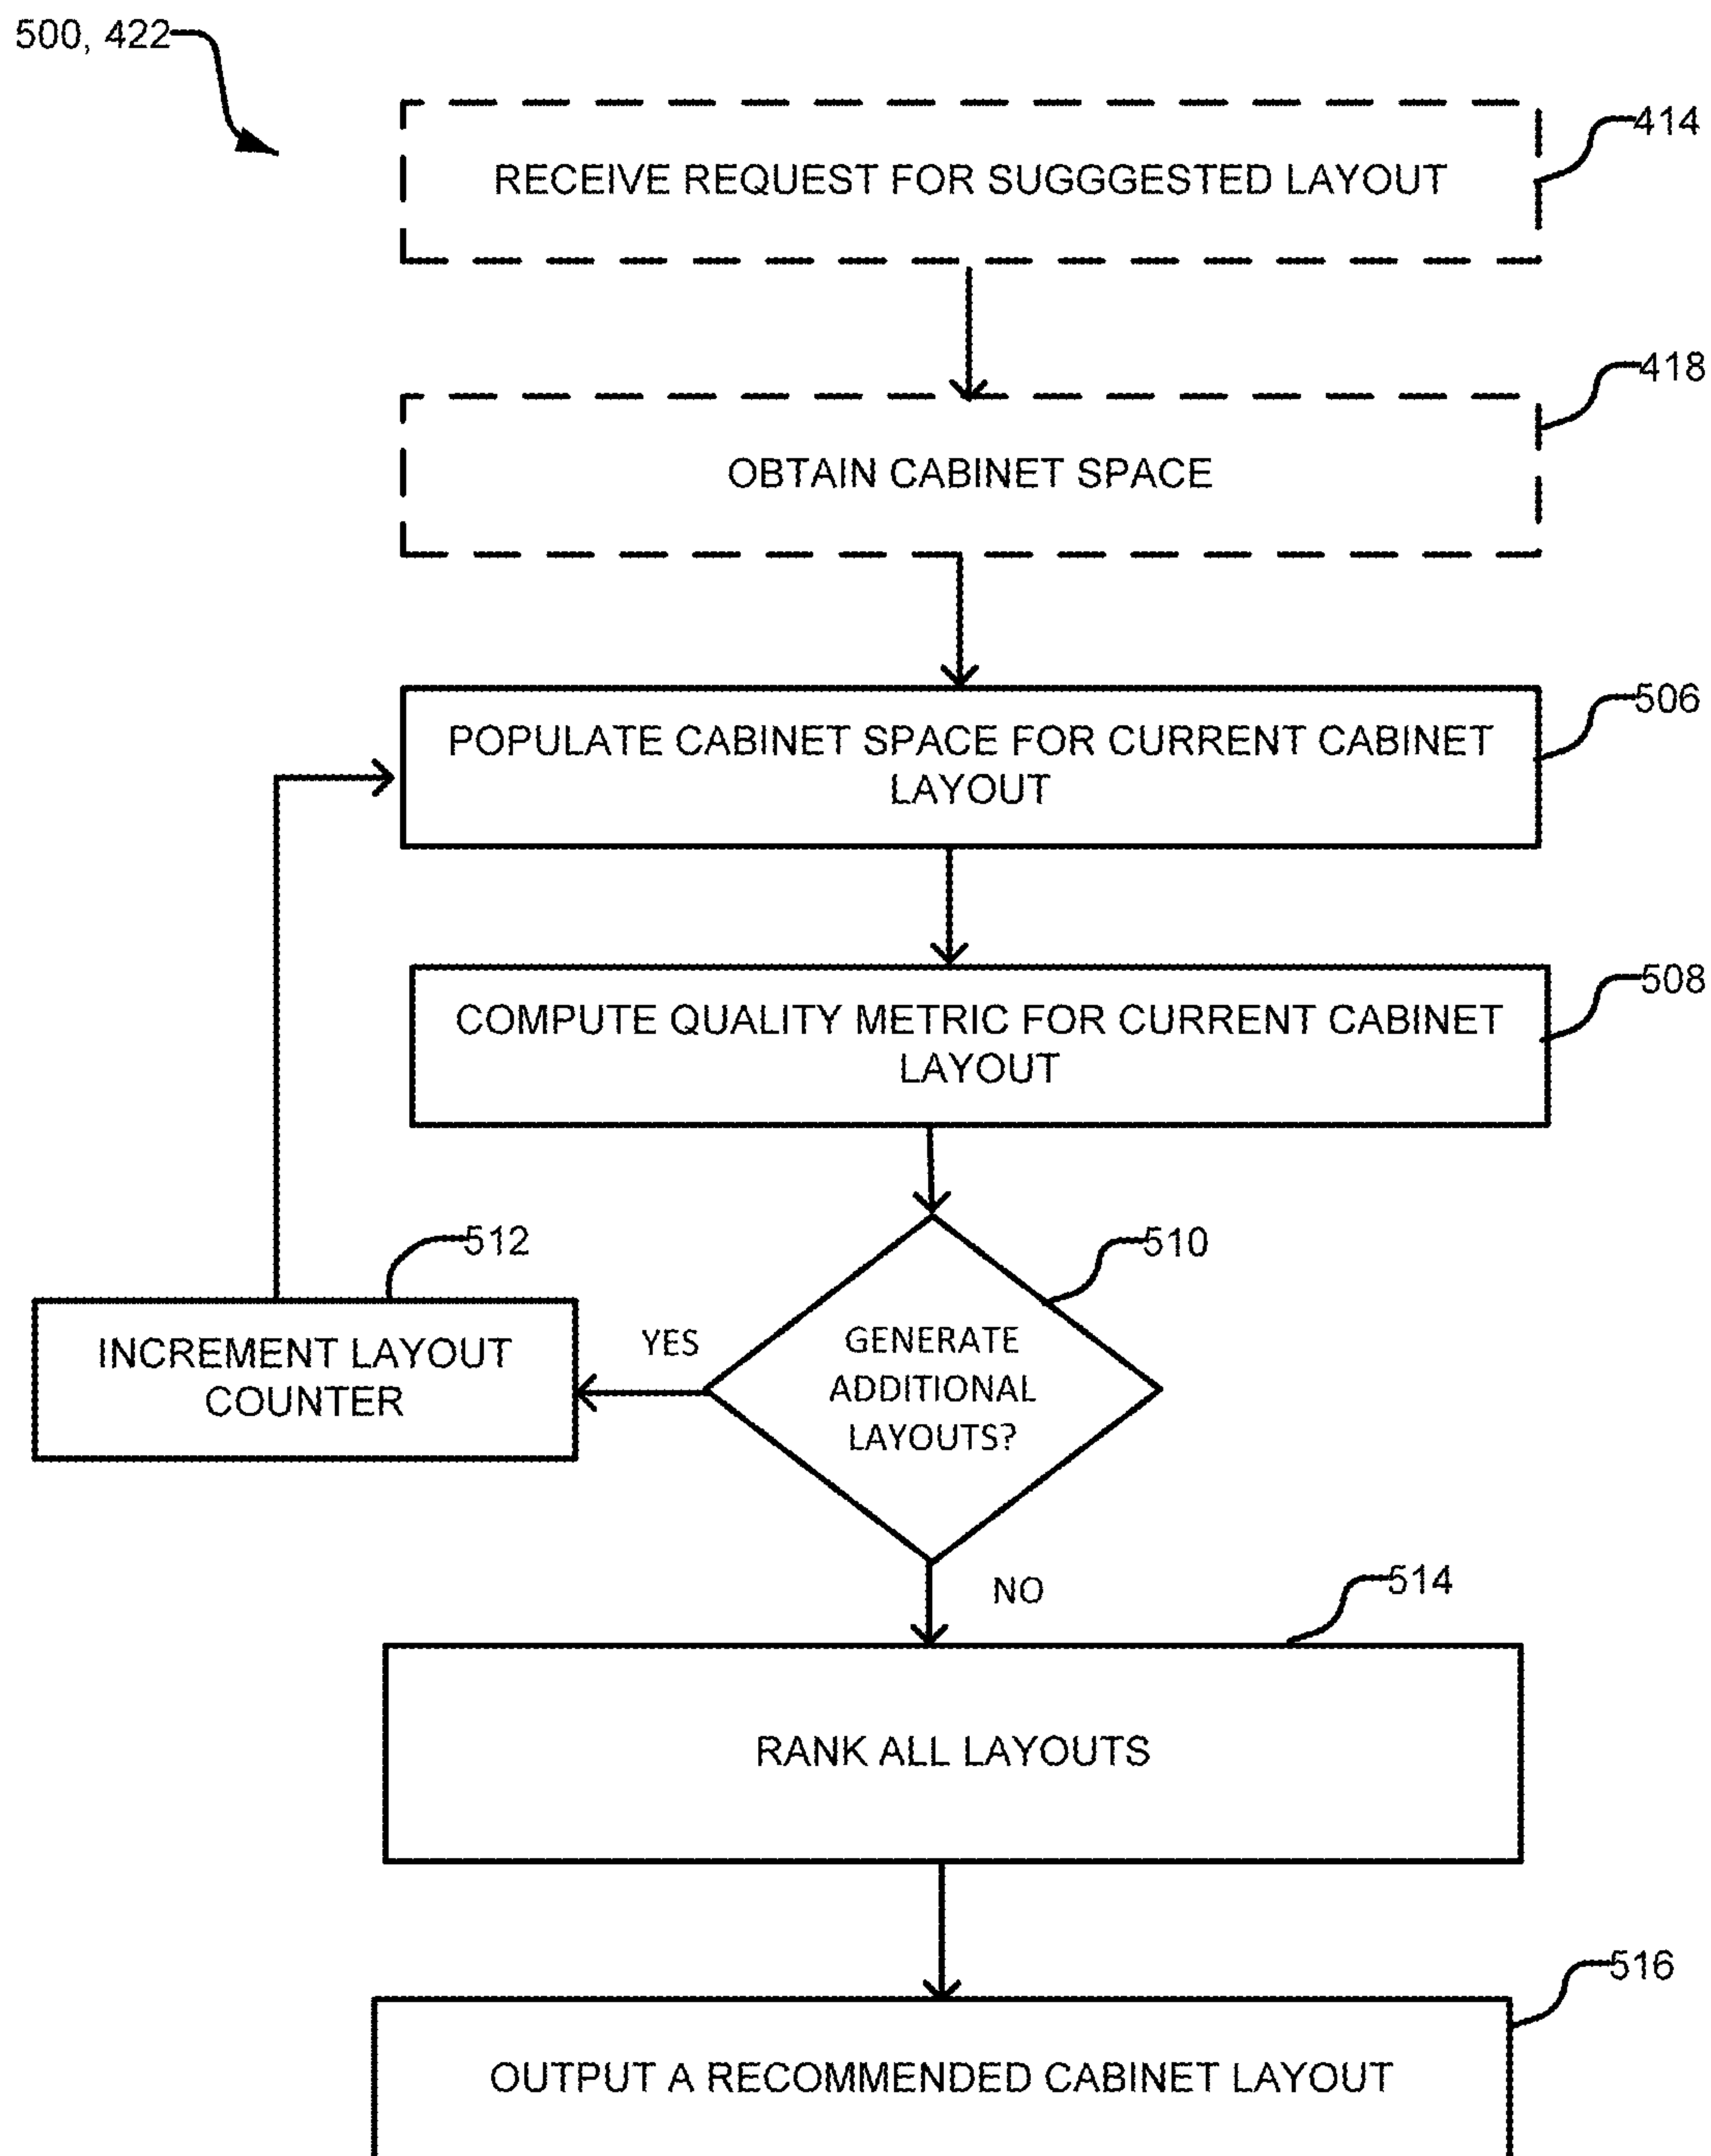 500, 422
414
RECEIVE REQUEST FOR SUGGGESTED LAYOUT
418
OBTAIN CABINET SPACE
506
POPULATE CABINET SPACE FOR CURRENT CABINET
LAYOUT
508
COMPUTE QUALITY METRIC FOR CURRENT CABINET
LAYOUT
512
510
INCREMENT LAYOUT
COUNTER
YES
GENERATE
ADDITIONAL
LAYOUTS?
NO
514
RANK ALL LAYOUTS
516
OUTPUT A RECOMMENDED CABINET LAYOUT